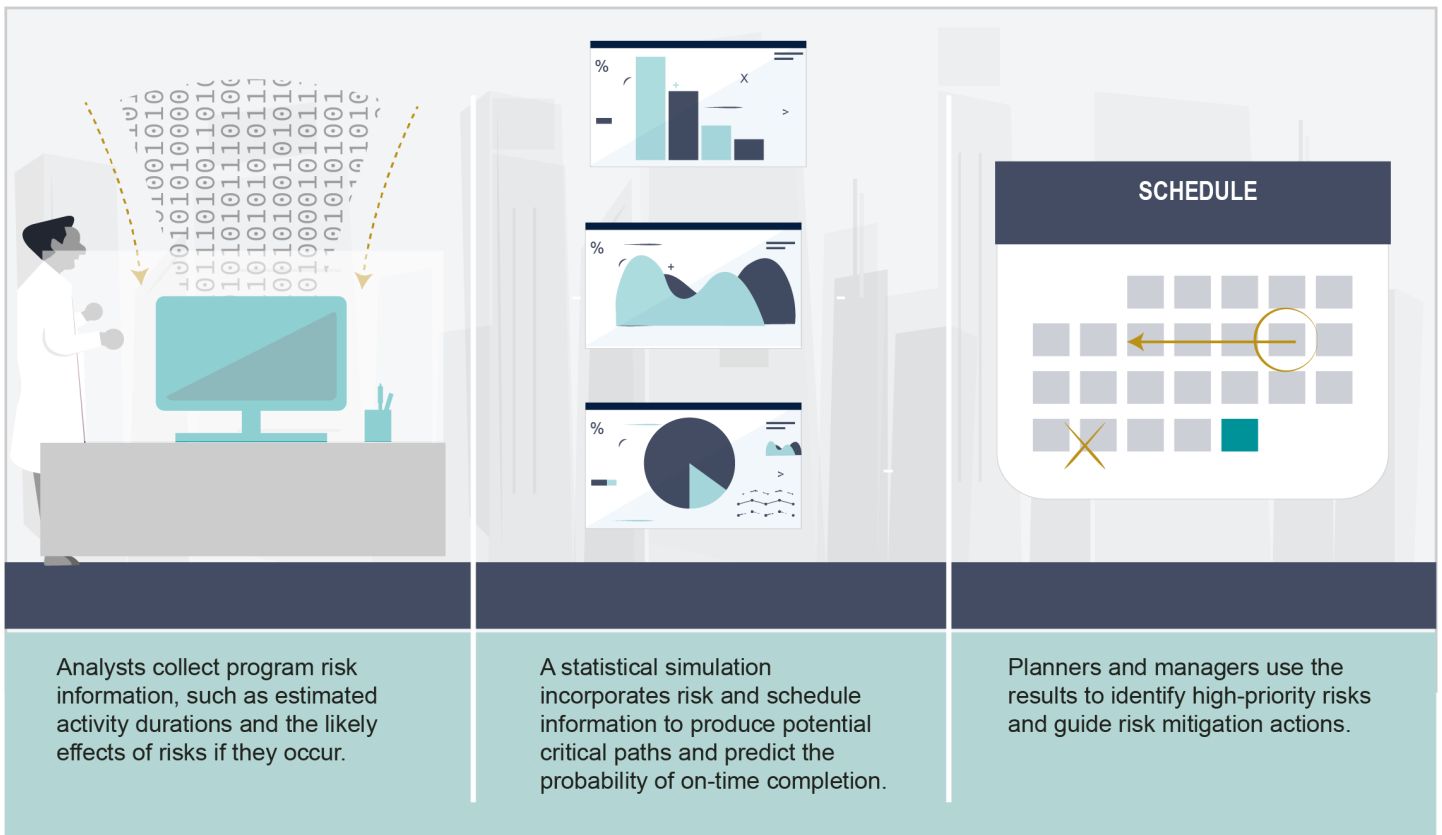 %
+
X
>
%
+
%
>
SCHEDULE
Analysts collect program risk
information, such as estimated
activity durations and the likely
effects of risks if they occur.
A statistical simulation
incorporates risk and schedule
information to produce potential
critical paths and predict the
probability of on-time completion.
Planners and managers use the
results to identify high-priority risks
and guide risk mitigation actions.